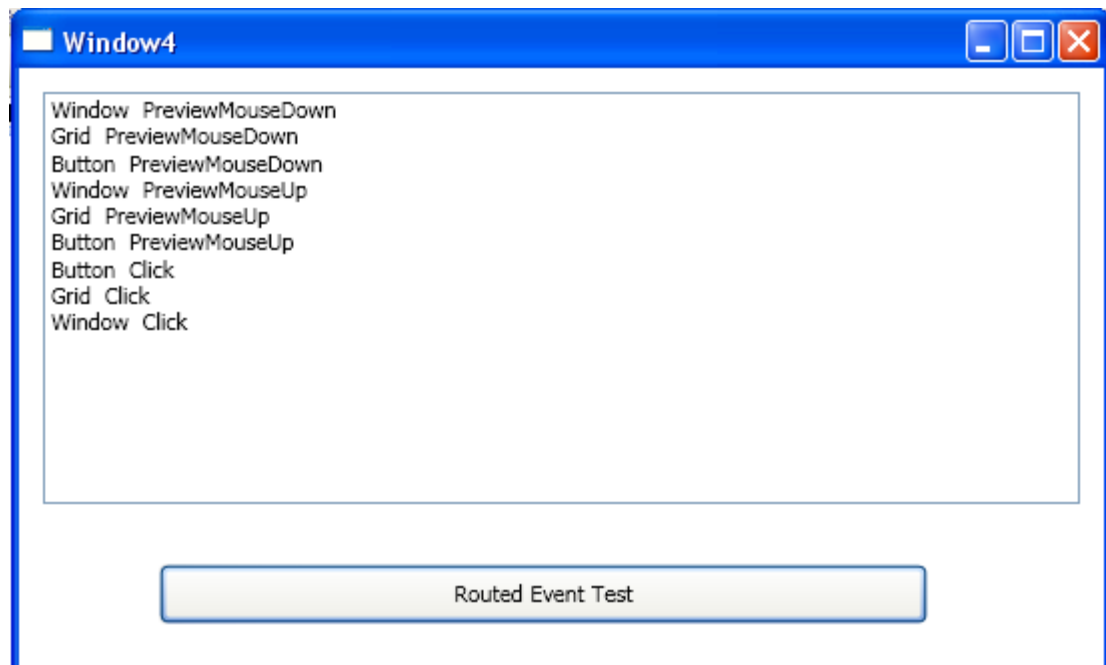 Window4
Window PreviewMouseDown
Grid PreviewMouseDown
Button PreviewMouseDown
Window PreviewMouseUp
Grid PreviewMouseUp
Button PreviewMouseUp
Button Click
Grid Click
Window Click
Routed Event Test